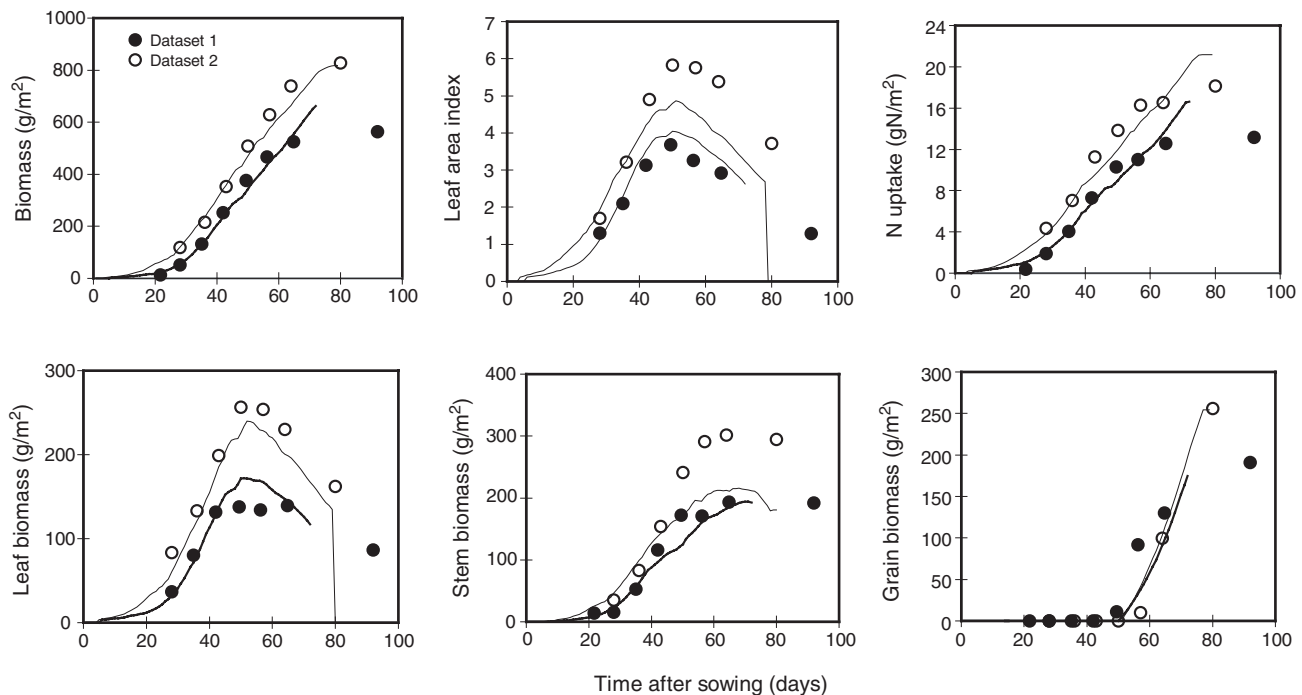 Biomass (g/m²)
1000
800
600
400
200
0
Dataset 1
Dataset 2
0 20 40 60 80 100
Leaf area index
7
6
5
4
3
2
1
0
0 20 40 60 80 100
N uptake (gN/m²)
24
20
16
12
8
4
0
0 20 40 60 80 100
Leaf biomass (g/m²)
300
200
100
0
0 20 40 60 80 100
Stem biomass (g/m²)
400
300
200
100
0
0 20 40 60 80 100
Grain biomass (g/m²)
300
250
200
150
100
50
0
0 20 40 60 80 100
Time after sowing (days)